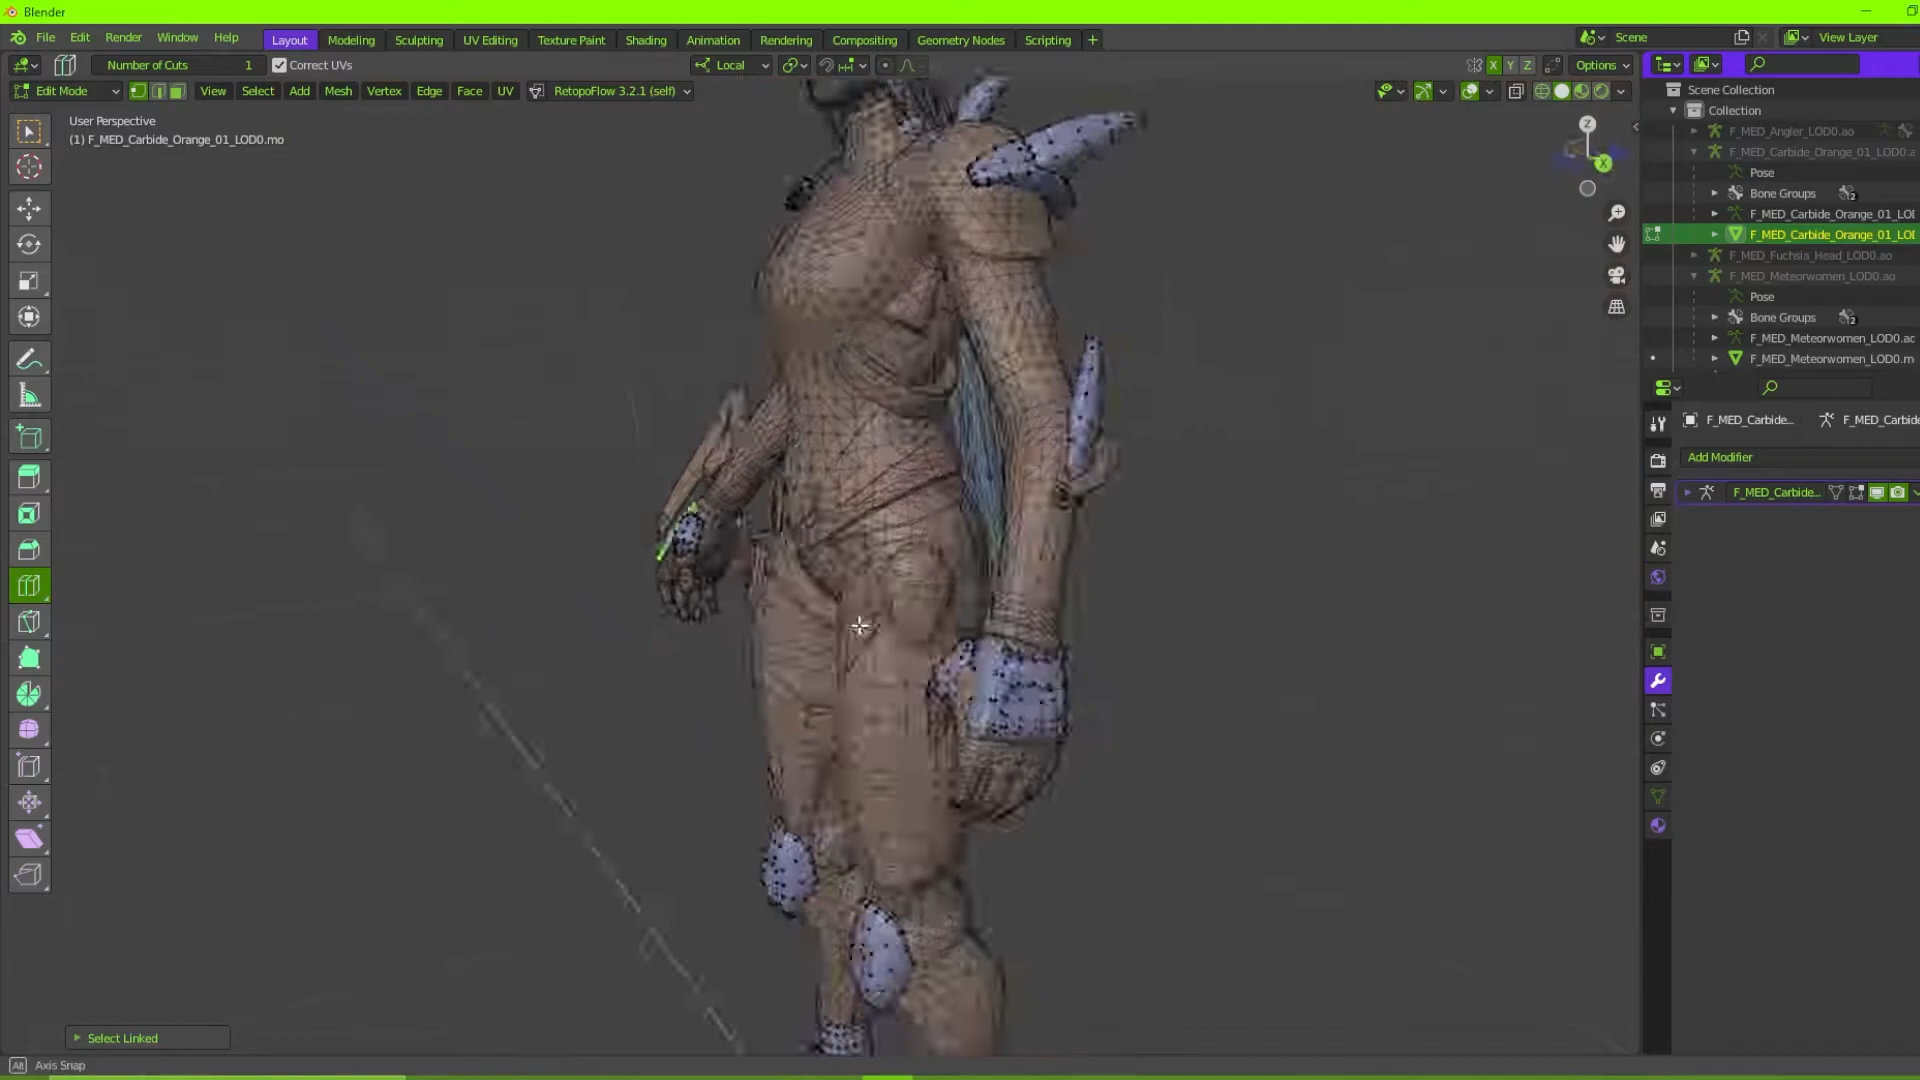 Blender
File Edit Render Window Help Layout Modeling Sculpting UV Editing Texture Paint Shading Animation Rendering Compositing Geometry Nodes Scripting + Scene View Layer
Number of Cuts 1 Correct UVs Local X Y Z Options
Edit Mode View Select Add Mesh Vertex Edge Face UV RetopoFlow 3.2.1 (self)
User Perspective
(1) F_MED_Carbide_Orange_01_LOD0.mo
Z
X
Scene Collection
Collection
F_MED_Angler_LOD0.ao
F_MED_Carbide_Orange_01_LOD0.a
Pose
Bone Groups 2
F_MED_Carbide_Orange_01_LOI
F_MED_Carbide_Orange_01_LOI
F_MED_Fuchsia_Head_LOD0.ao
F_MED_Meteorwomen_LOD0.ao
Pose
Bone Groups 2
F_MED_Meteorwomen_LOD0.ac
F_MED_Meteorwomen_LOD0.m
F_MED_Carbide... F_MED_Carbide
Add Modifier
F_MED_Carbide...
Select Linked
Alt Axis Snap